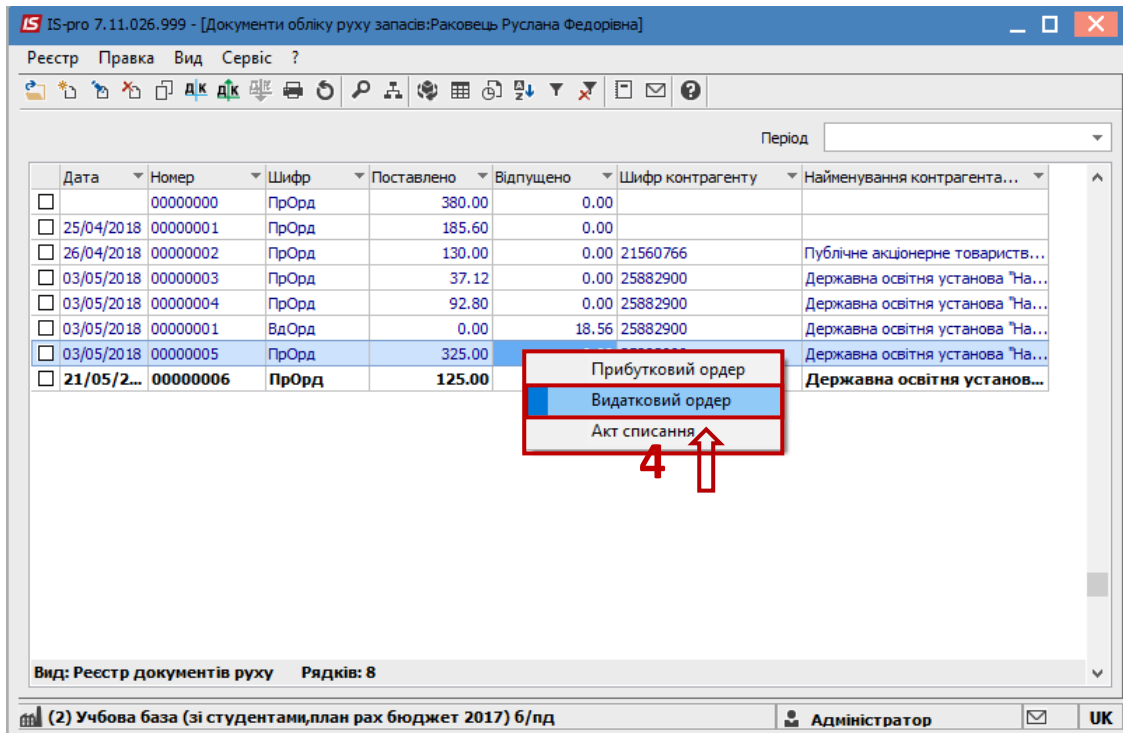 IS IS-pro 7.11.026.999 - [Документи обліку руху запасів:Раковець Руслана Федорівна]
Реєстр Правка Вид Сервіс ?
Період
Дата Номер Шифр Поставлено Відпущено Шифр контрагенту Найменування контрагента...
00000000 ПрОрд 380.00 0.00
25/04/2018 00000001 ПрОрд 185.60 0.00
26/04/2018 00000002 ПрОрд 130.00 0.00 21560766 Публічне акціонерне товариств...
03/05/2018 00000003 ПрОрд 37.12 0.00 25882900 Державна освітня установа "На...
03/05/2018 00000004 ПрОрд 92.80 0.00 25882900 Державна освітня установа "На...
03/05/2018 00000001 ВдОрд 0.00 18.56 25882900 Державна освітня установа "На...
03/05/2018 00000005 ПрОрд 325.00 Державна освітня установа "На...
21/05/2... 00000006 ПрОрд 125.00 Державна освітня установ...
Прибутковий ордер
Видатковий ордер
Акт списання
4
Вид: Реєстр документів руху Рядків: 8
(2) Учбова база (зі студентами,план рах бюджет 2017) б/пд Адміністратор UK